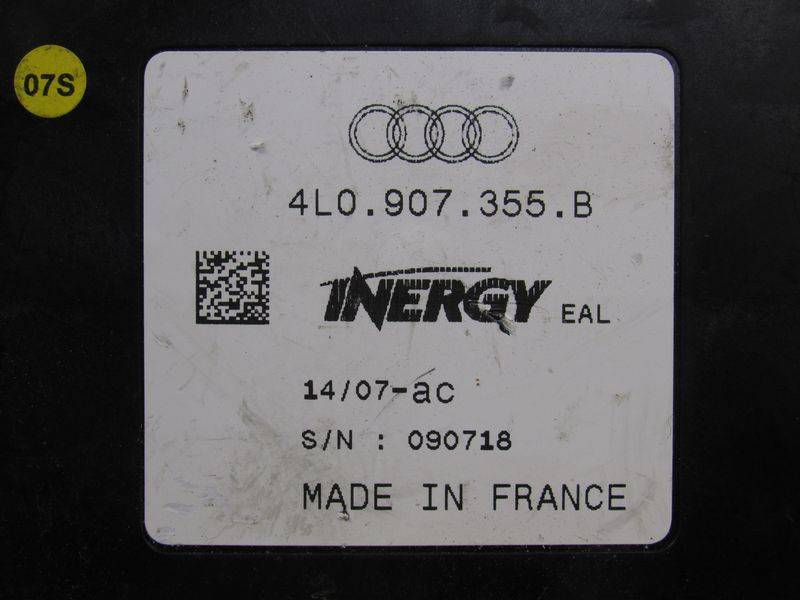 07S
4L0.907.355.B
INERGY EAL
14/07-ac
S/N : 090718
MADE IN FRANCE